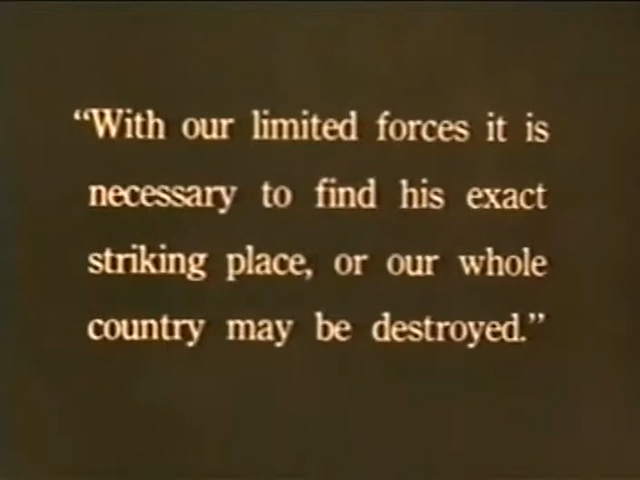 “With our limited forces it is
necessary to find his exact
striking place, or our whole
country may be destroyed.”